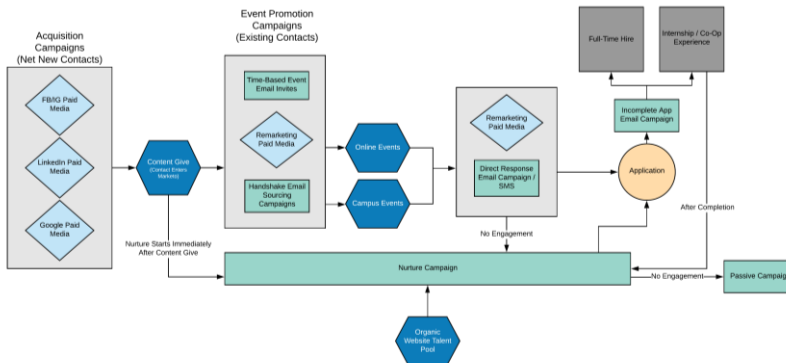 Acquisition
Campaigns
(Net New Contacts)
FB/IG Paid
Media
LinkedIn Paid
Media
Google Paid
Media
Content Give
(Contact Enters
Marketo)
Nurture Starts Immediately
After Content Give
Event Promotion
Campaigns
(Existing Contacts)
Time-Based Event
Email Invites
Remarketing
Paid Media
Handshake Email
Sourcing
Campaigns
Online Events
Campus Events
Remarketing
Paid Media
Direct Response
Email Campaign /
SMS
No Engagement
Full-Time Hire
Internship / Co-Op
Experience
Incomplete App
Email Campaign
Application
After Completion
Nurture Campaign
No Engagement
Passive Campaign
Organic
Website Talent
Pool